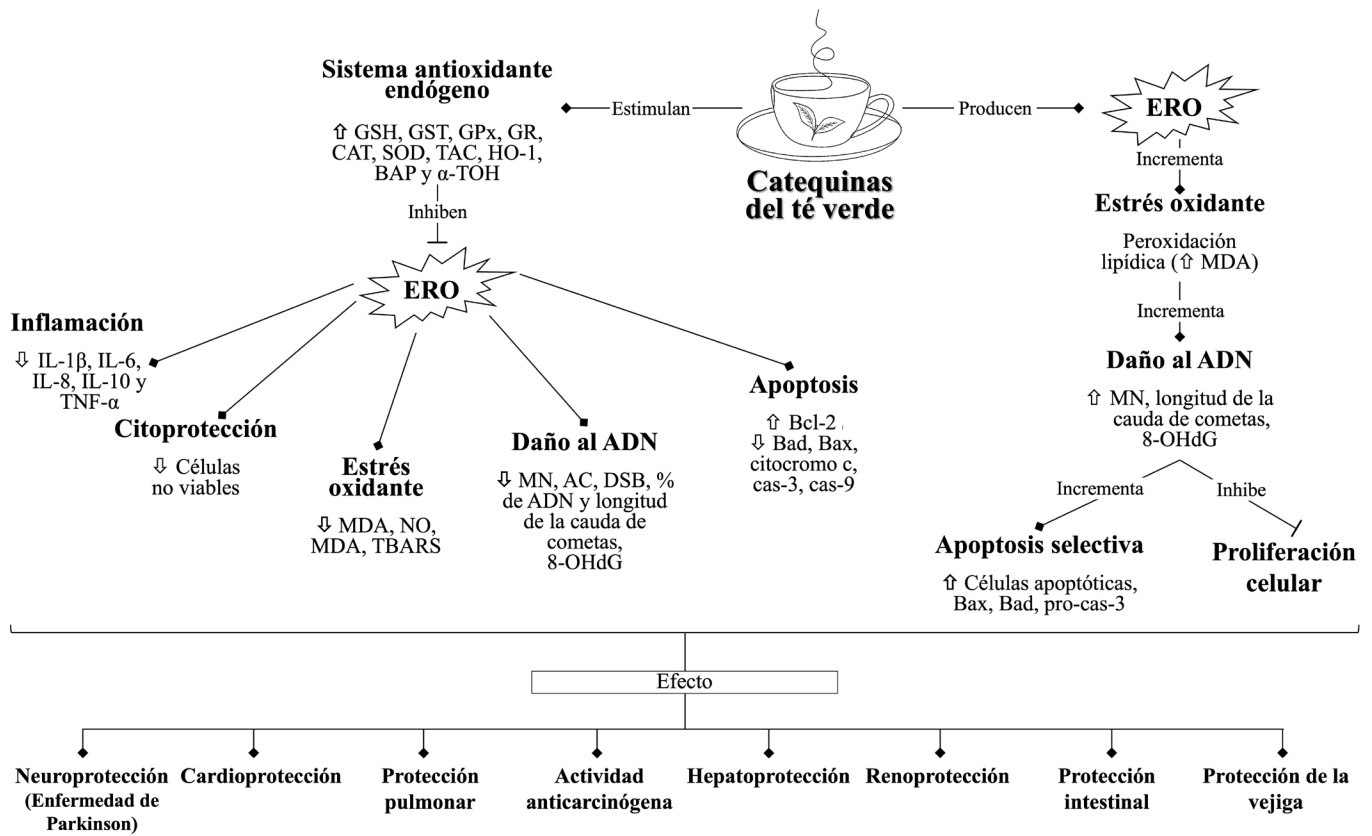 Sistema antioxidante
endógeno
⇧ GSH, GST, GPx, GR,
CAT, SOD, TAC, HO-1,
BAP y α-TOH
Estimulan
Catequinas
del té verde
Producen
ERO
Incrementa
Estrés oxidante
Peroxidación
lipídica (⇧ MDA)
Incrementa
Daño al ADN
⇧ MN, longitud de la
cauda de cometas,
8-OHdG
Incrementa
Inhibe
Apoptosis selectiva
⇧ Células apoptóticas,
Bax, Bad, pro-cas-3
Proliferación
celular
Inhiben
ERO
Inflamación
⇩ IL-1β, IL-6,
IL-8, IL-10 y
TNF-α
Citoprotección
⇩ Células
no viables
Estrés
oxidante
⇩ MDA, NO,
MDA, TBARS
Daño al ADN
⇩ MN, AC, DSB, %
de ADN y longitud
de la cauda de
cometas,
8-OHdG
Apoptosis
⇧ Bcl-2
⇩ Bad, Bax,
citocromo c,
cas-3, cas-9
Efecto
Neuroprotección
(Enfermedad de
Parkinson)
Cardioprotección
Protección
pulmonar
Actividad
anticarcinógena
Hepatoprotección
Renoprotección
Protección
intestinal
Protección de la
vejiga